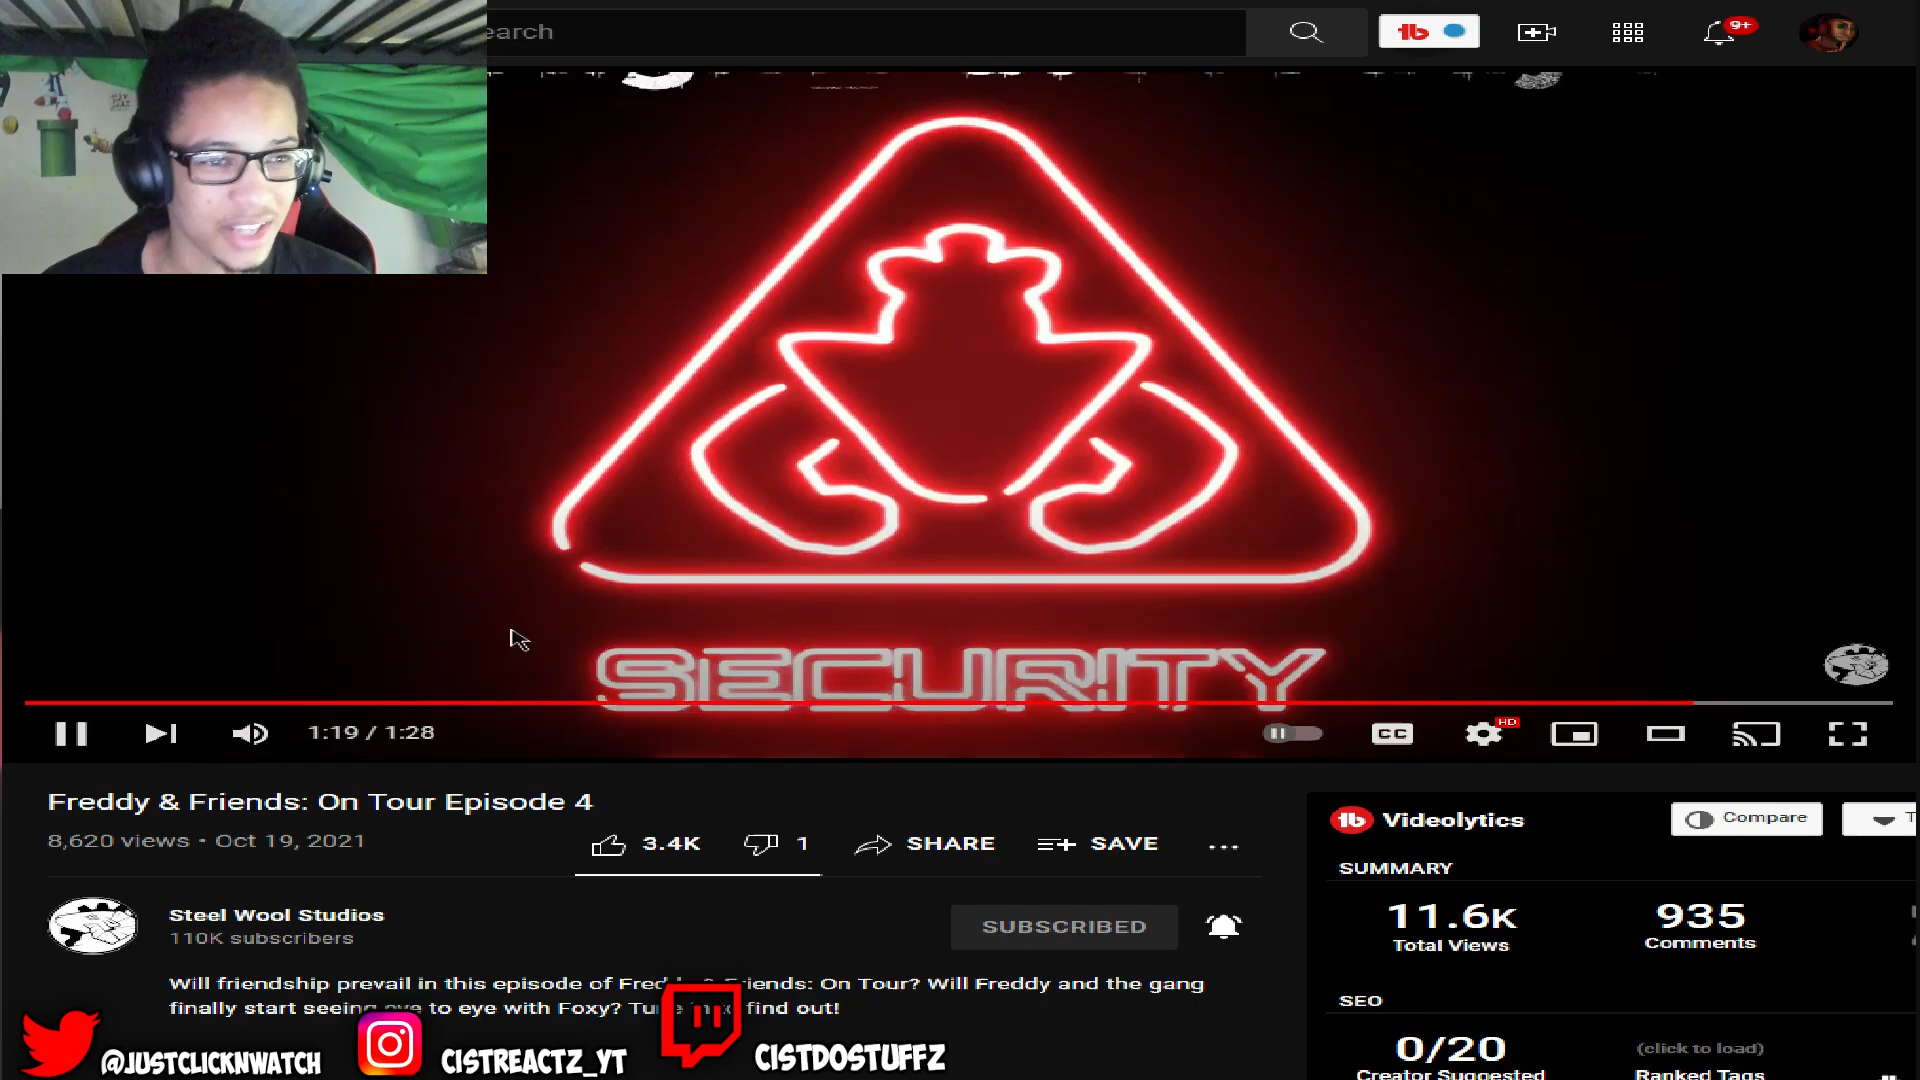 earch
9+
SECURITY
1:19 / 1:28
CC
HD
Freddy & Friends: On Tour Episode 4
8,620 views • Oct 19, 2021
3.4K
1
SHARE
SAVE
Steel Wool Studios
110K subscribers
SUBSCRIBED
Will friendship prevail in this episode of & Friends: On Tour? Will Freddy and the gang
finally start seeing eye to eye with Foxy? find out!
@JUSTCLICKNWATCH
CISTREACTZ_YT
CISTDOSTUFFZ
Videolytics
Compare
T
SUMMARY
11.6K
Total Views
935
Comments
SEO
0/20
Creator Suggested
(click to load)
Ranked Tags